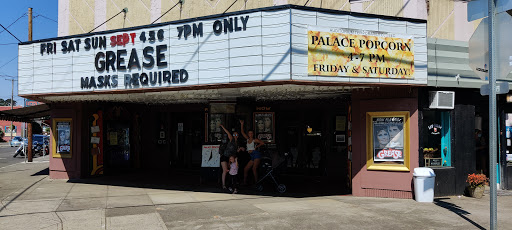 FRI SAT SUN SEPT 4 5 6 7PM ONLY
GREASE
MASKS REQUIRED
PALACE POPCORN
4-7 PM
FRIDAY & SATURDAY
GREASE